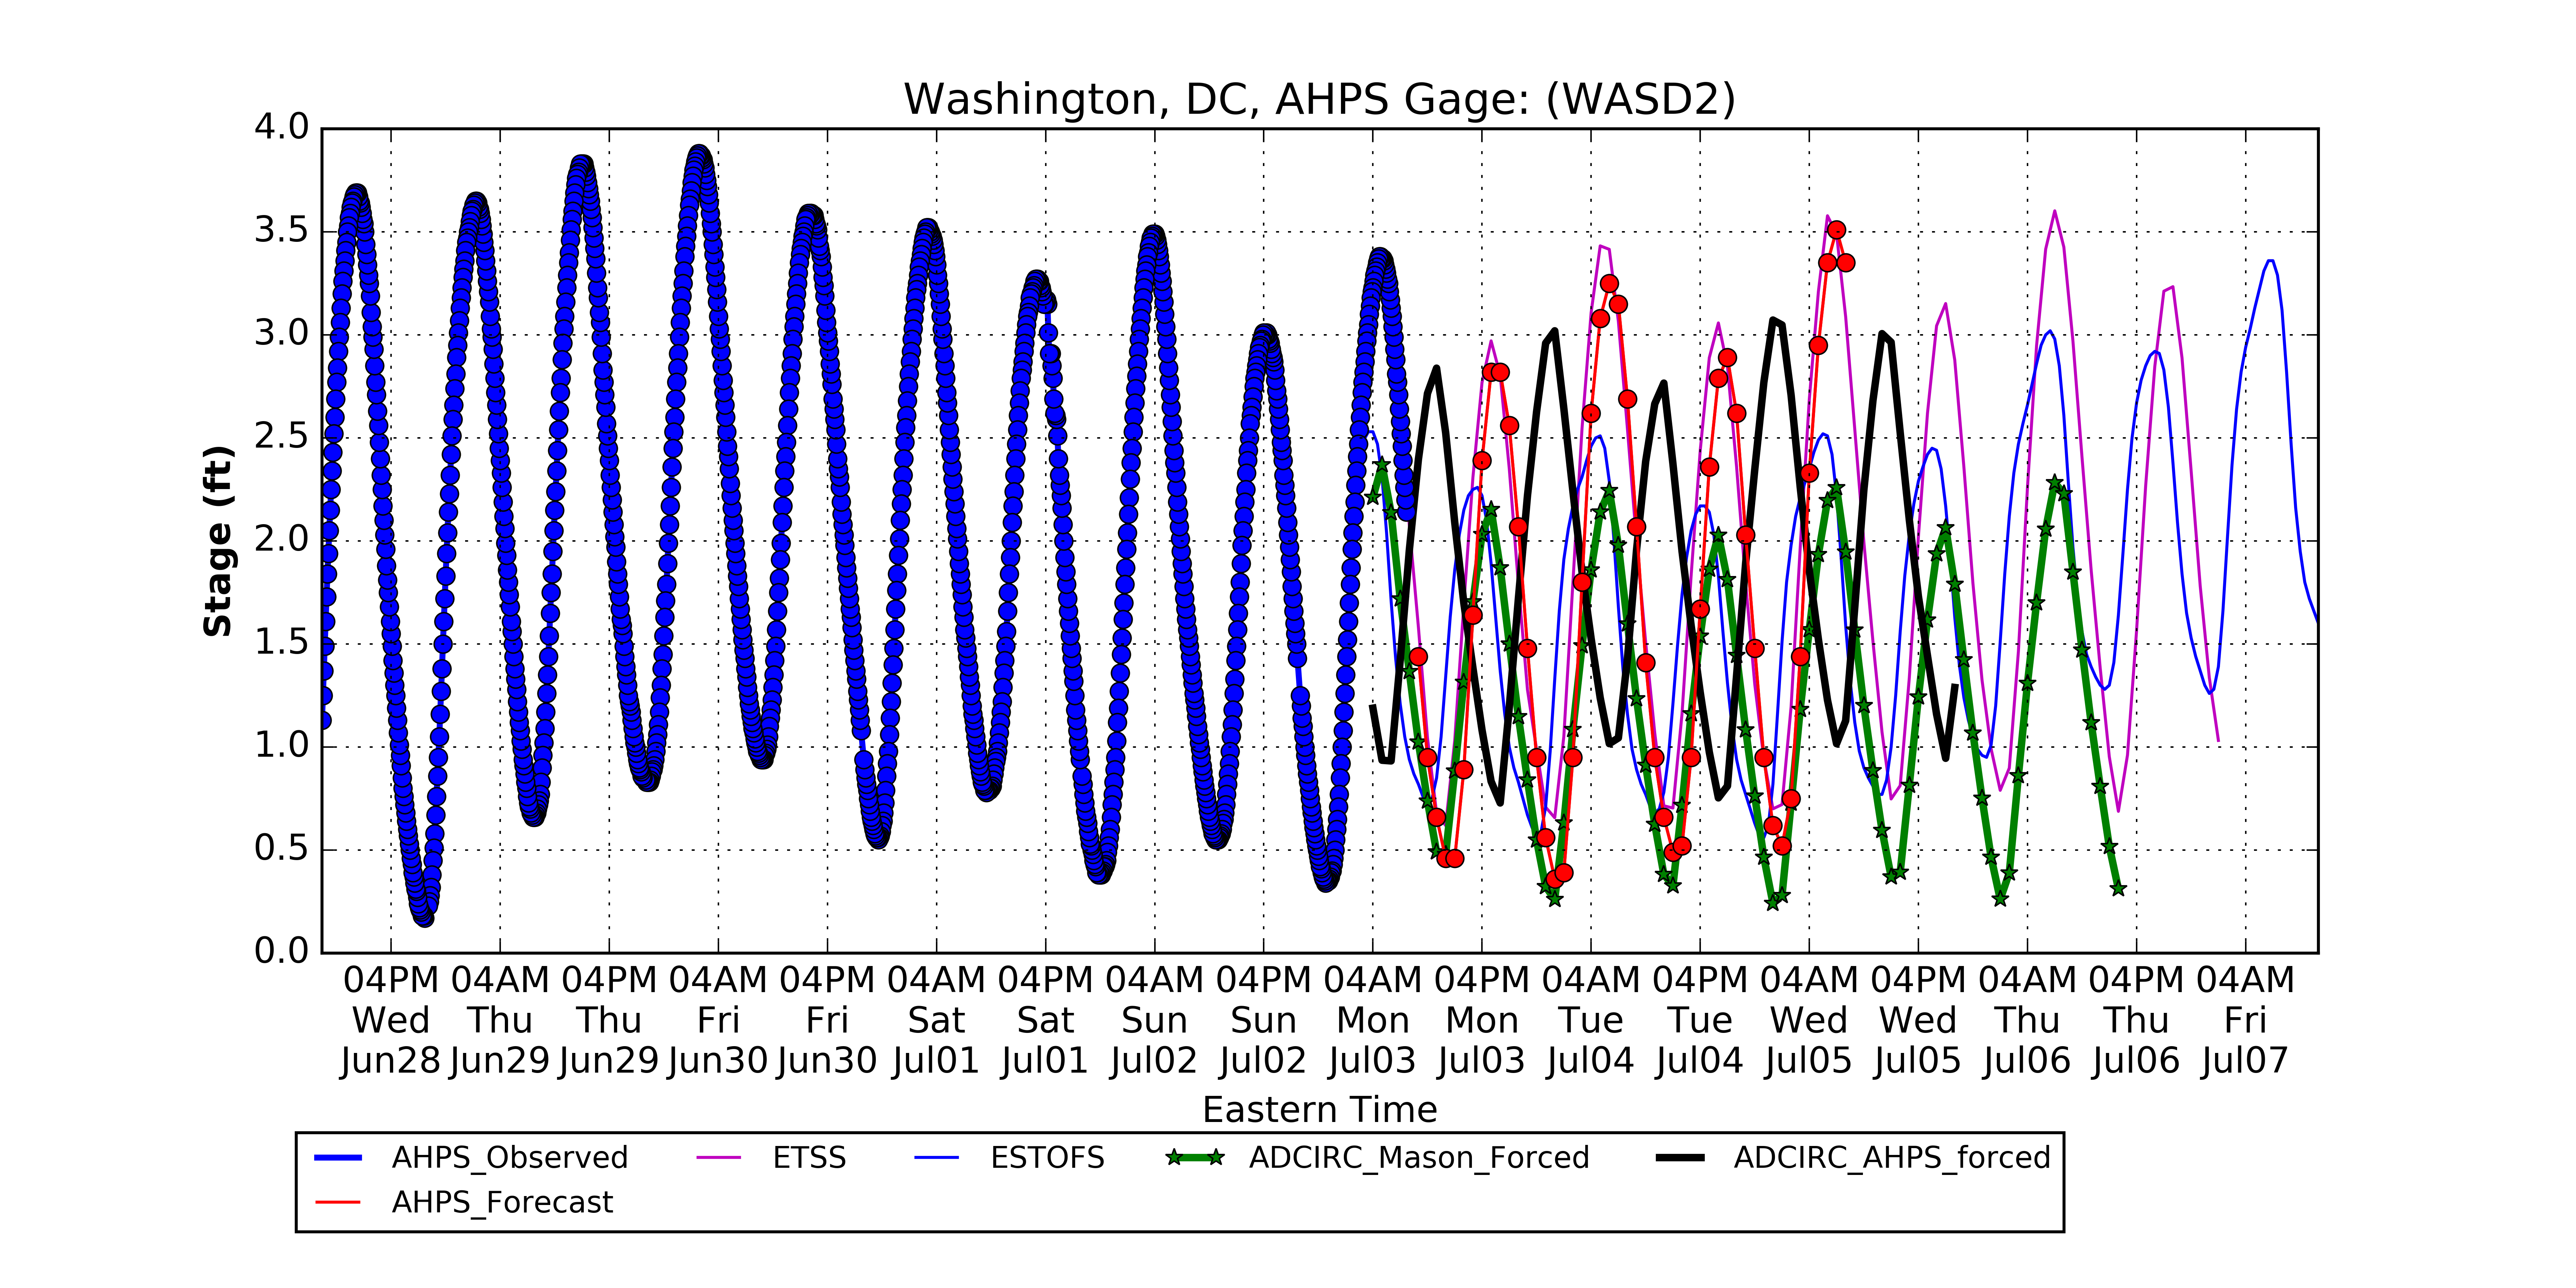 Washington, DC, AHPS Gage: (WASD2)
4.0
3.5
3.0
2.5
2.0
1.5
1.0
0.5
0.0
Stage (ft)
04PM 04AM 04PM 04AM 04PM 04AM 04PM 04AM 04PM 04AM 04PM 04AM 04PM 04AM 04PM 04AM 04PM 04AM
Wed Thu Thu Fri Fri Sat Sat Sun Sun Mon Mon Tue Tue Wed Wed Thu Thu Fri
Jun28 Jun29 Jun29 Jun30 Jun30 Jul01 Jul01 Jul02 Jul02 Jul03 Jul03 Jul04 Jul04 Jul05 Jul05 Jul06 Jul06 Jul07
Eastern Time
AHPS_Observed ETSS ESTOFS ADCIRC_Mason_Forced ADCIRC_AHPS_forced
AHPS_Forecast